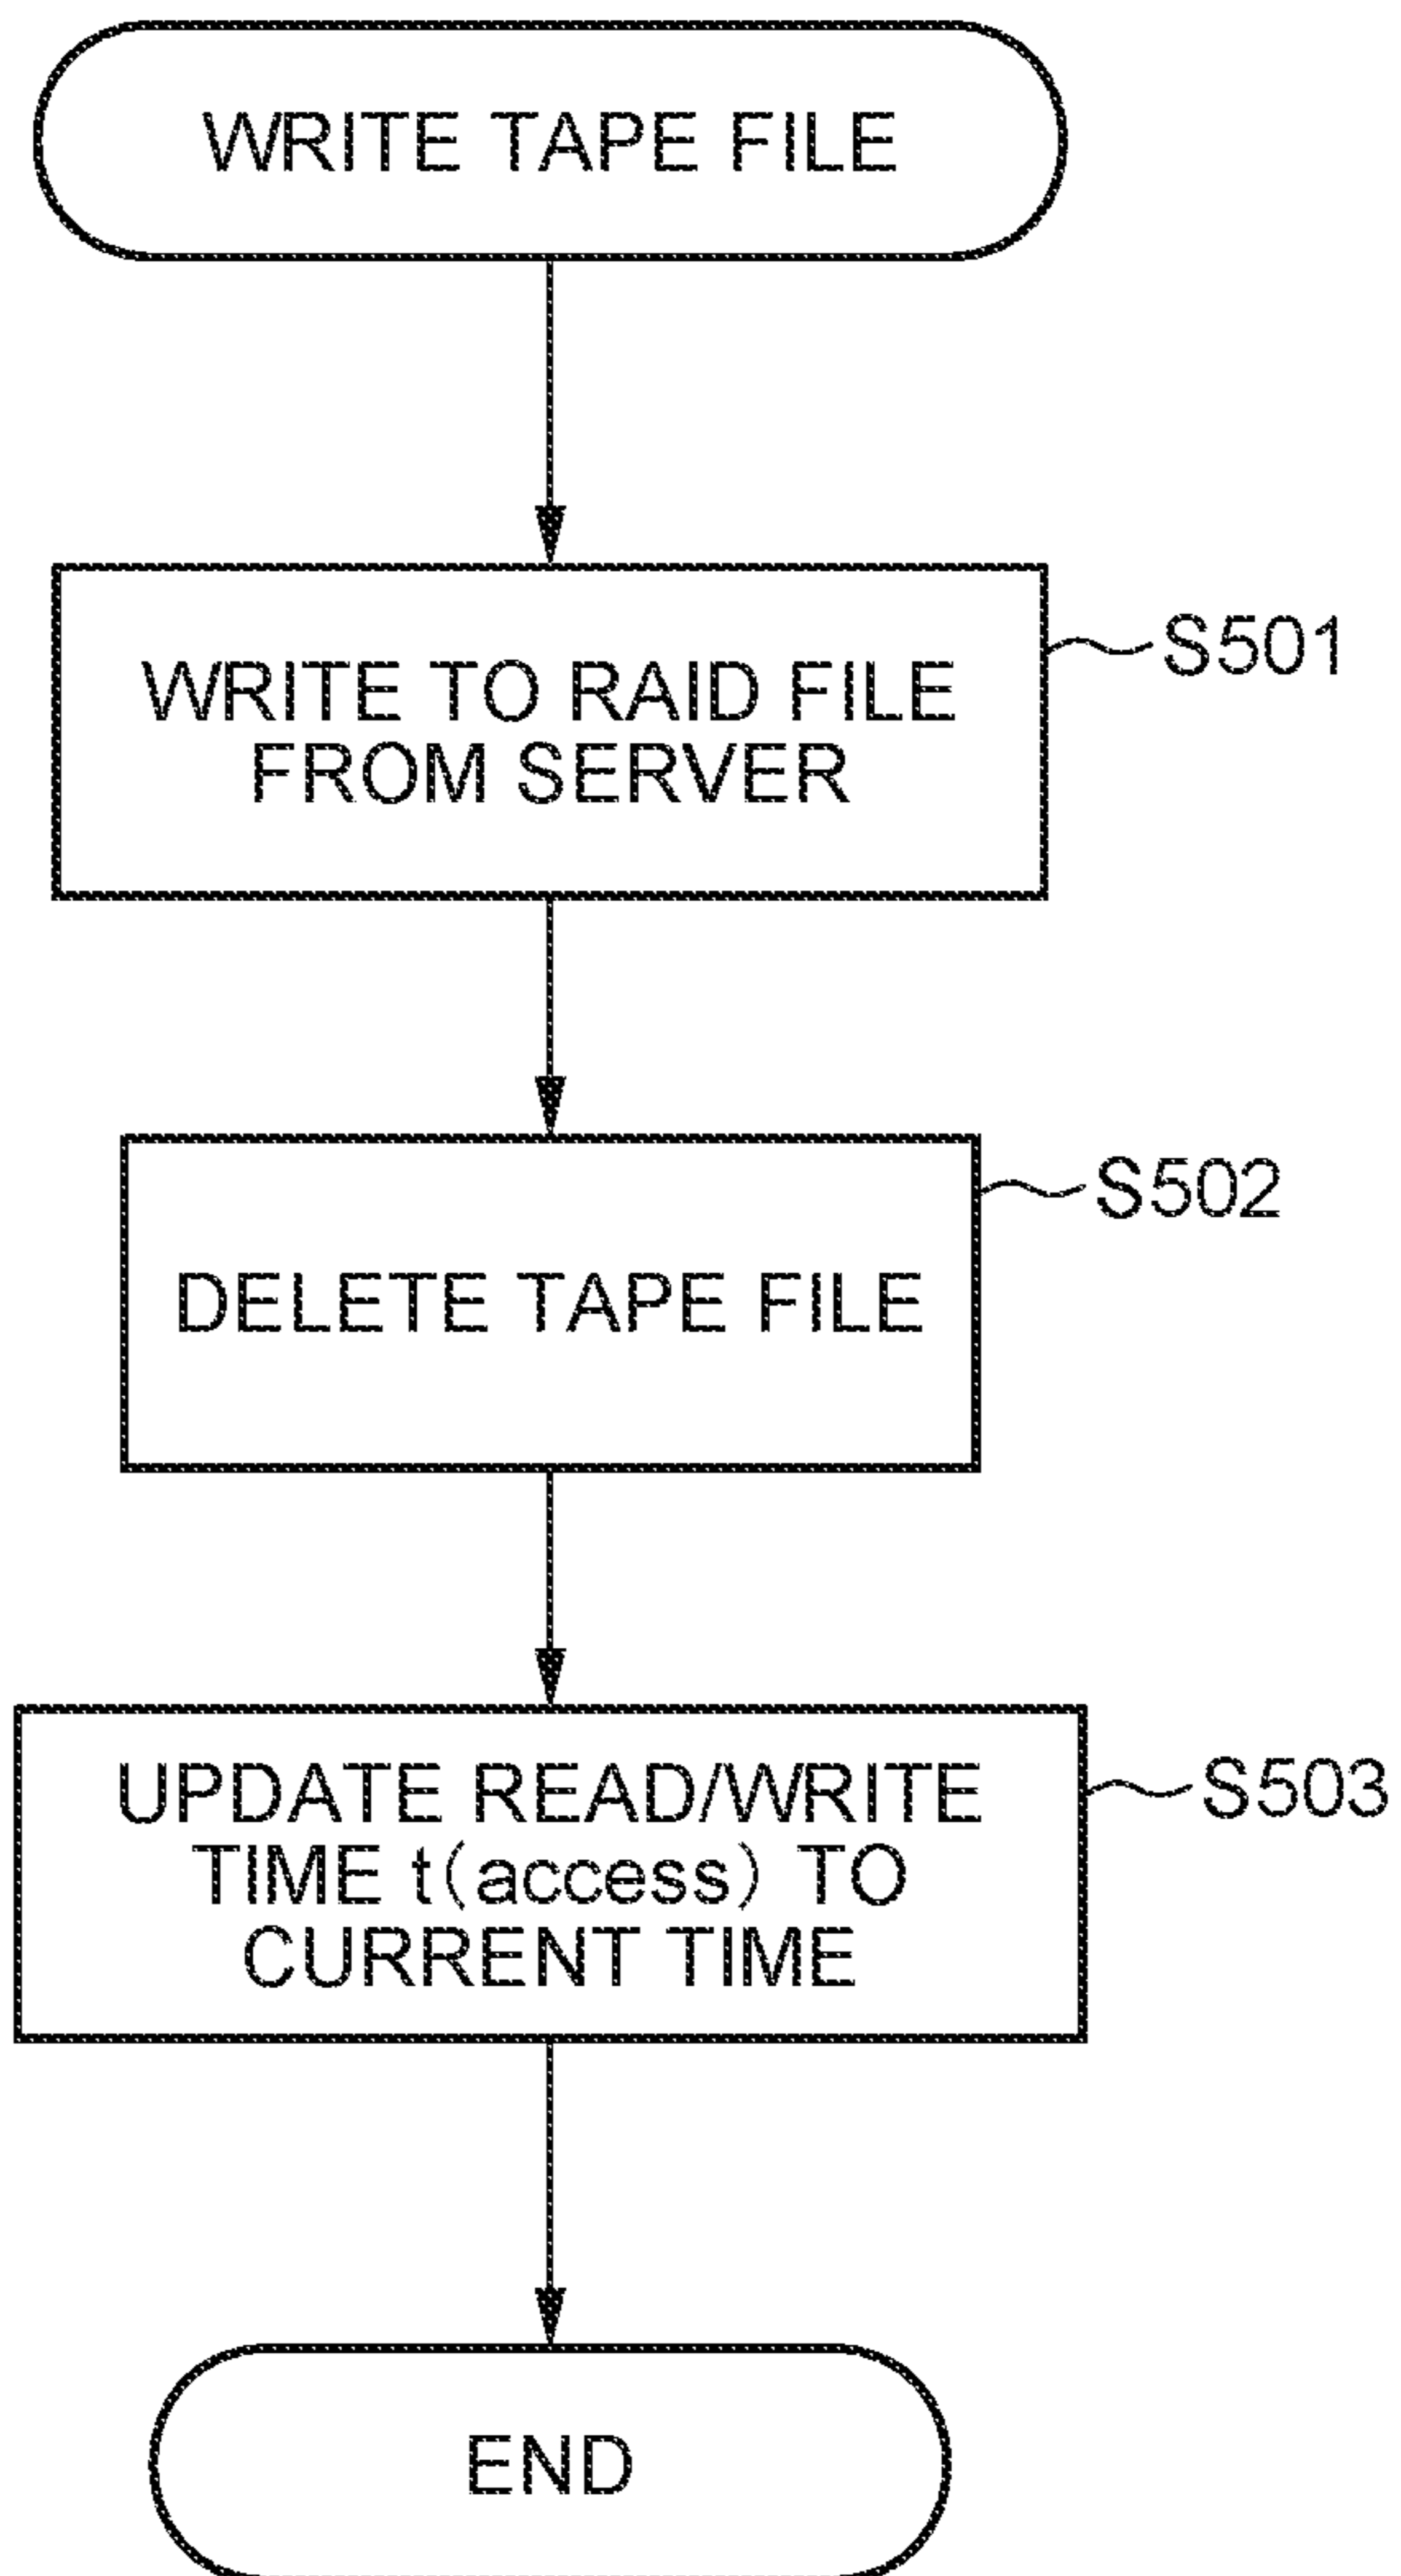 WRITE TAPE FILE
WRITE TO RAID FILE
FROM SERVER
S501
DELETE TAPE FILE
S502
UPDATE READ/WRITE
TIME t(access) TO
CURRENT TIME
S503
END